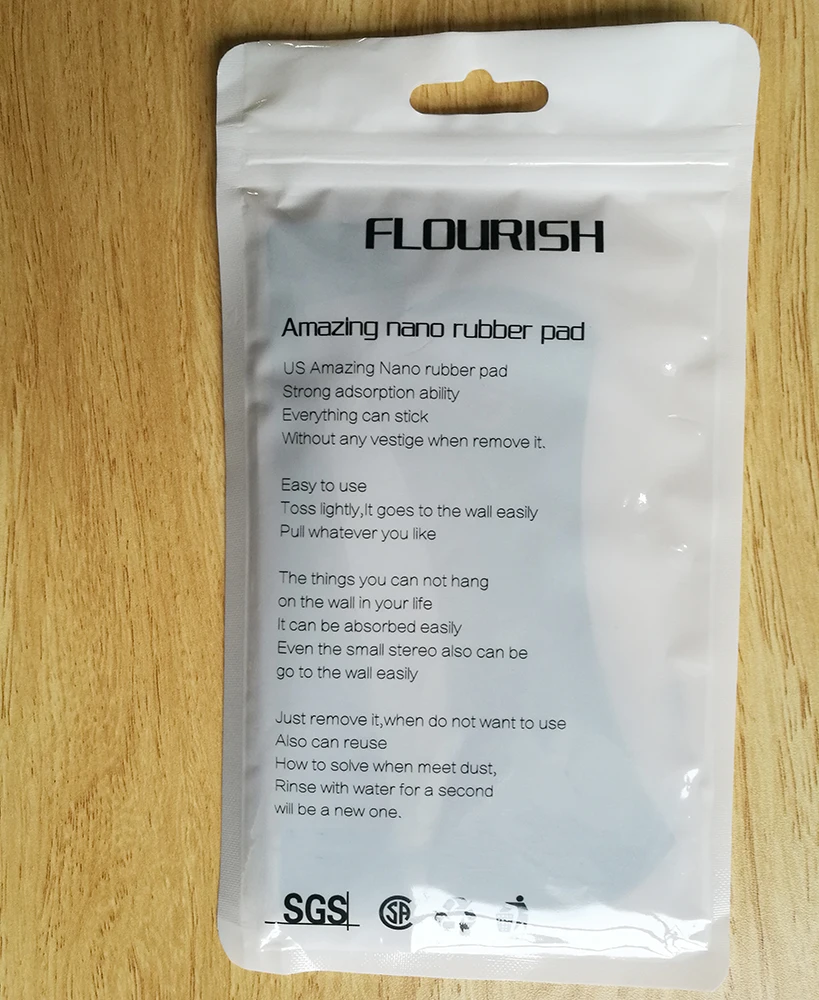 FLOURISH
Amazing nano rubber pad
US Amazing Nano rubber pad
Strong adsorption ability
Everything can stick
Without any vestige when remove it.
Easy to use
Toss lightly,It goes to the wall easily
Pull whatever you like
The things you can not hang
on the wall in your life
It can be absorbed easily
Even the small stereo also can be
go to the wall easily
Just remove it,when do not want to use
Also can reuse
How to solve when meet dust,
Rinse with water for a second
will be a new one.
SGS